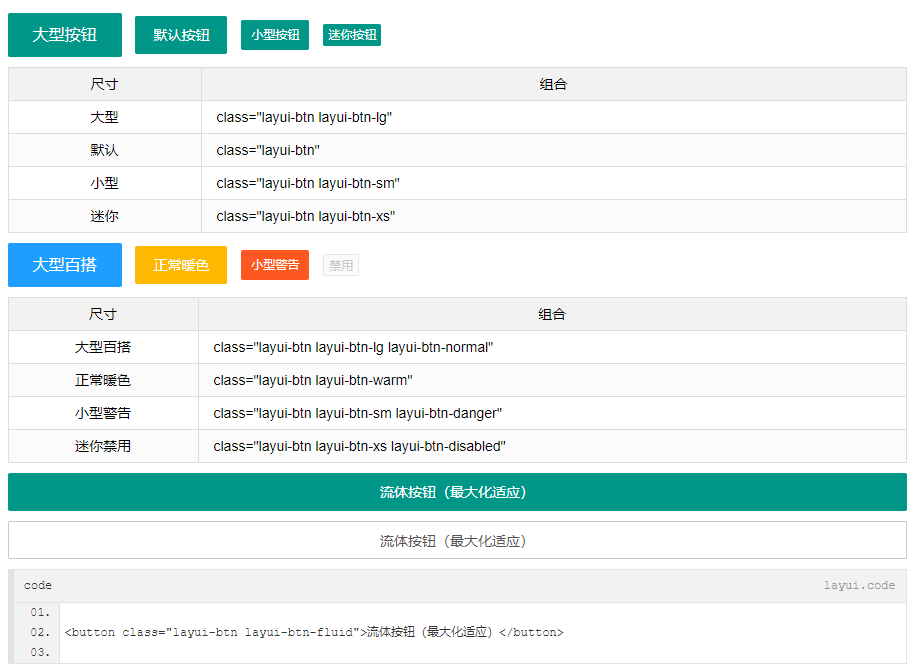 大型按钮 默认按钮 小型按钮 迷你按钮
尺寸 组合
大型 class="layui-btn layui-btn-lg"
默认 class="layui-btn"
小型 class="layui-btn layui-btn-sm"
迷你 class="layui-btn layui-btn-xs"
大型百搭 正常暖色 小型警告 禁用
尺寸 组合
大型百搭 class="layui-btn layui-btn-lg layui-btn-normal"
正常暖色 class="layui-btn layui-btn-warm"
小型警告 class="layui-btn layui-btn-sm layui-btn-danger"
迷你禁用 class="layui-btn layui-btn-xs layui-btn-disabled"
流体按钮（最大化适应）
流体按钮（最大化适应）
code layui.code
01.
02. <button class="layui-btn layui-btn-fluid">流体按钮（最大化适应）</button>
03.